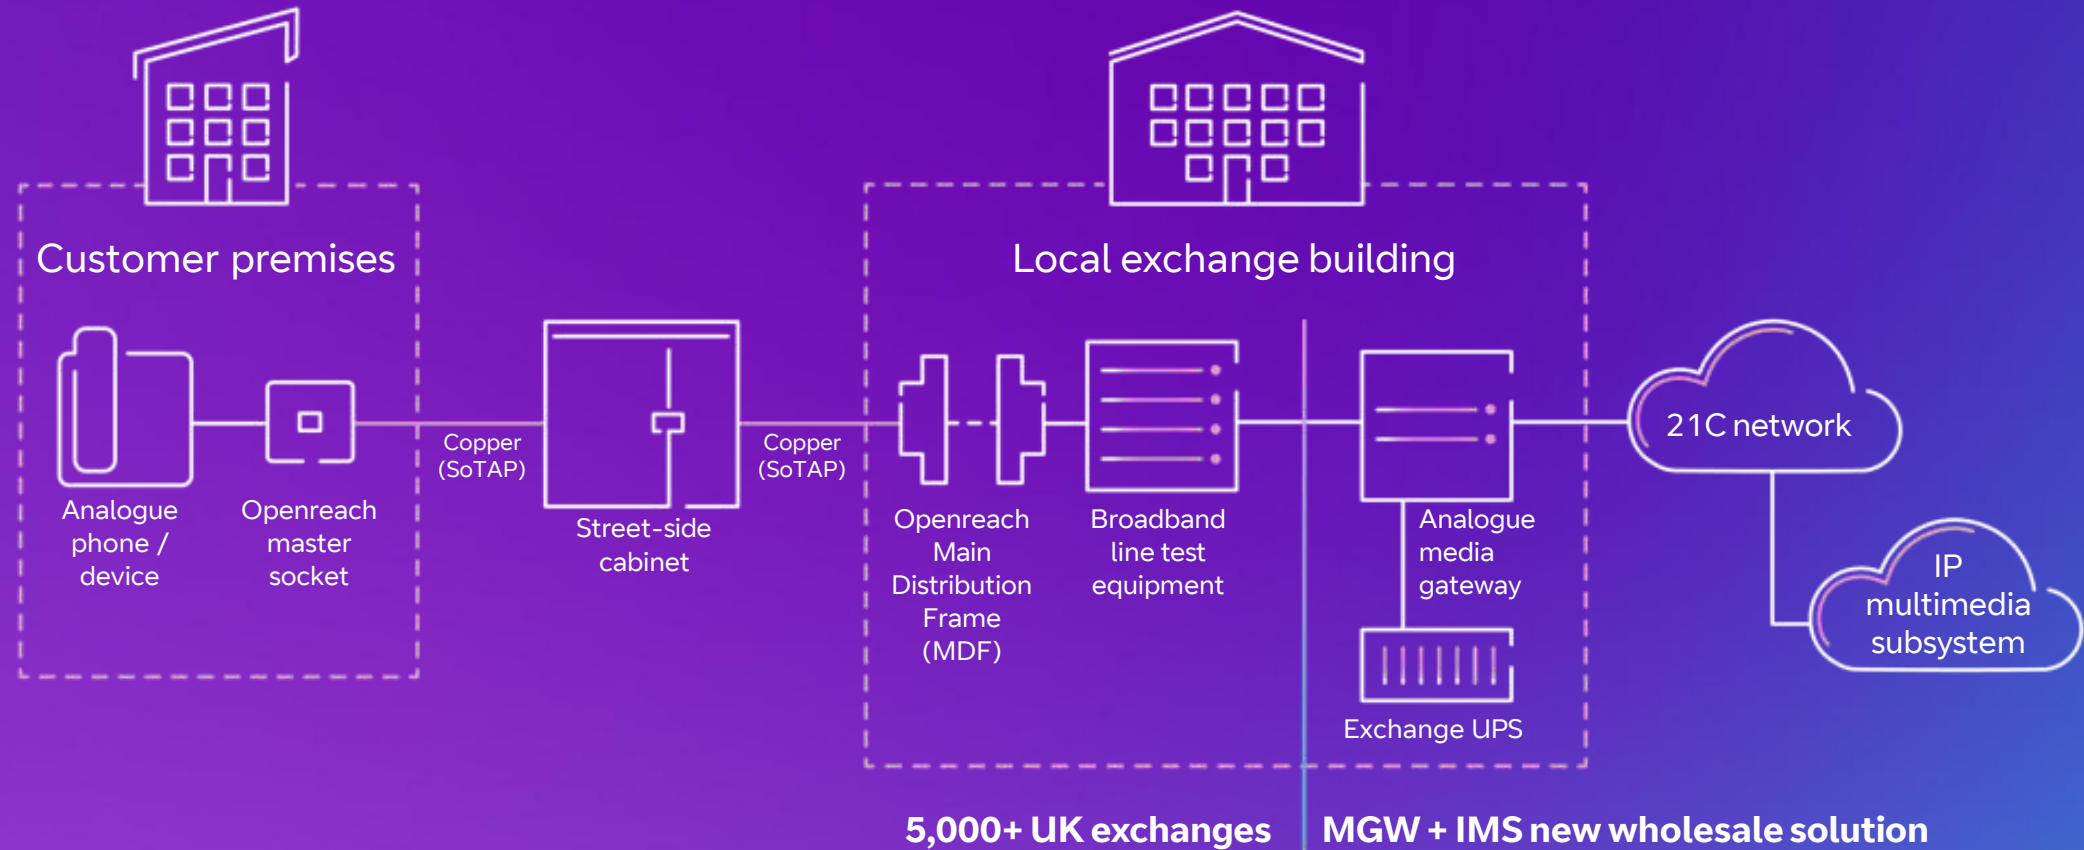 Customer premises
Local exchange building
Analogue
phone /
device
Openreach
master
socket
Copper
(SoTAP)
Street-side
cabinet
Copper
(SoTAP)
Openreach
Main
Distribution
Frame
(MDF)
Broadband
line test
equipment
Analogue
media
gateway
Exchange UPS
21C network
IP
multimedia
subsystem
5,000+ UK exchanges
MGW + IMS new wholesale solution